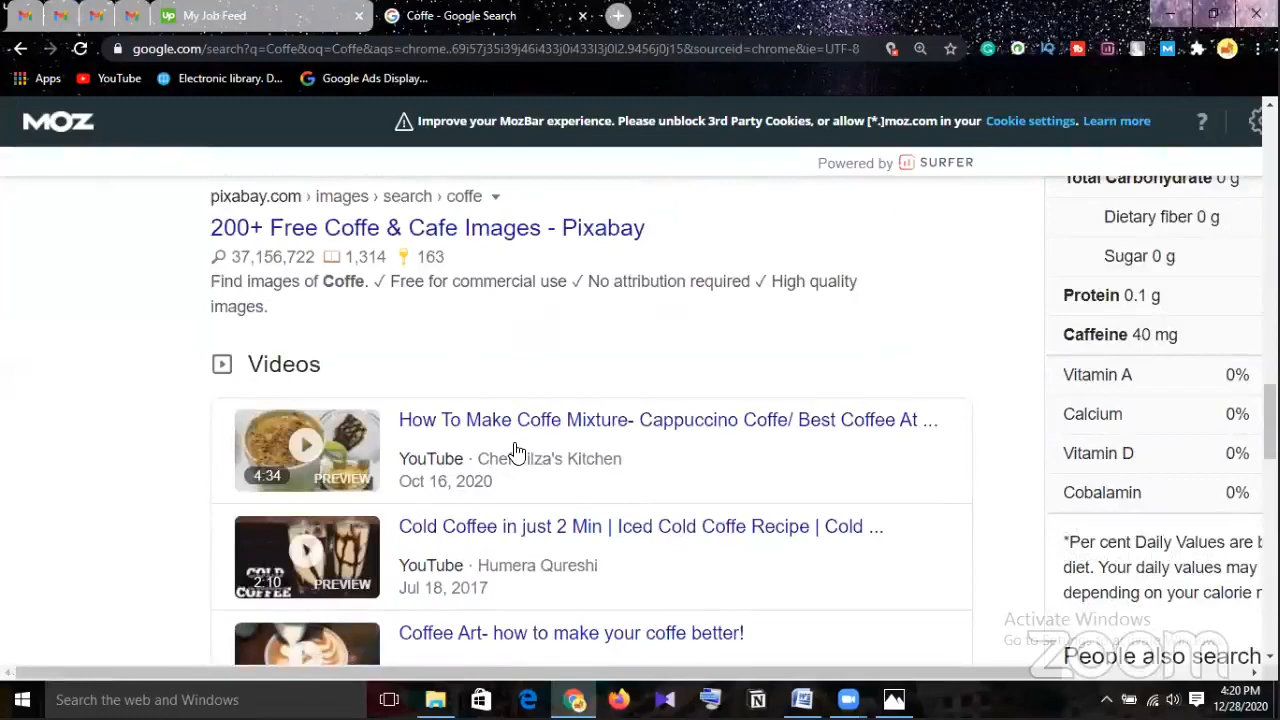 My Job Feed
Coffe - Google Search
google.com/search?q=Coffe&oq=Coffe&aqs=chrome..69i57j35i39j46i433j0i433l3j0l2.9456j0j15&sourceid=chrome&ie=UTF-8
Apps
YouTube
Electronic library. D...
Google Ads Display...
MOZ
Improve your MozBar experience. Please unblock 3rd Party Cookies, or allow [*.]moz.com in your Cookie settings. Learn more
?
Powered by SURFER
pixabay.com › images › search › coffe
200+ Free Coffe & Cafe Images - Pixabay
37,156,722 1,314 163
Find images of Coffe. ✓ Free for commercial use ✓ No attribution required ✓ High quality
images.
Videos
How To Make Coffe Mixture- Cappuccino Coffe/ Best Coffee At ...
YouTube · Kitchen
Oct 16, 2020
4:34
PREVIEW
Cold Coffee in just 2 Min | Iced Cold Coffe Recipe | Cold ...
YouTube · Humera Qureshi
Jul 18, 2017
COLD
COFFEE
2:10
PREVIEW
Coffee Art- how to make your coffe better!
Total Carbohydrate 0 g
Dietary fiber 0 g
Sugar 0 g
Protein 0.1 g
Caffeine 40 mg
Vitamin A 0%
Calcium 0%
Vitamin D 0%
Cobalamin 0%
*Per cent Daily Values are
diet. Your daily values may
depending on your calorie
Activate Windows
zoom
People also search
Search the web and Windows
4:20 PM
12/28/2020